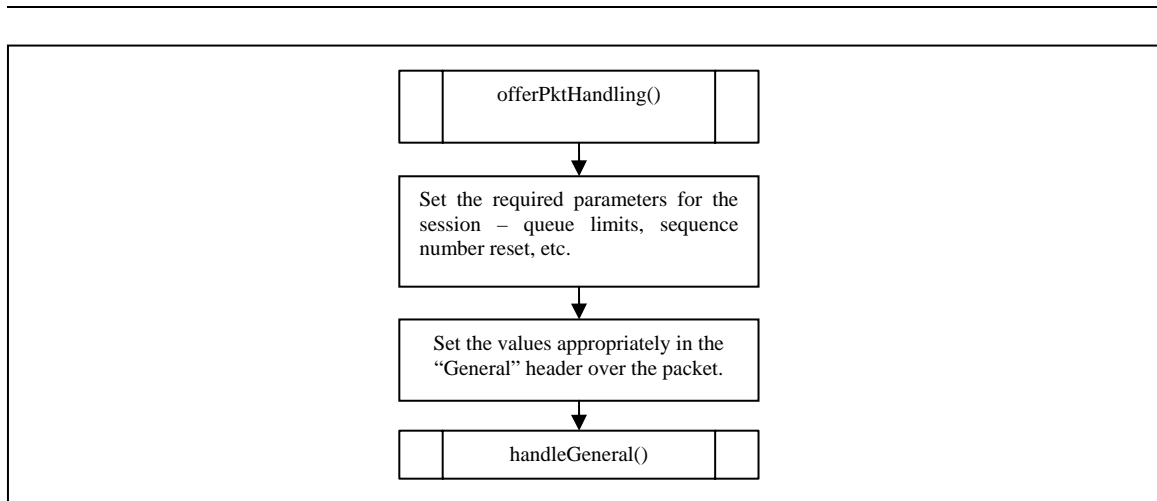 offerPktHandling()
Set the required parameters for the
session – queue limits, sequence
number reset, etc.
Set the values appropriately in the
“General” header over the packet.
handleGeneral()